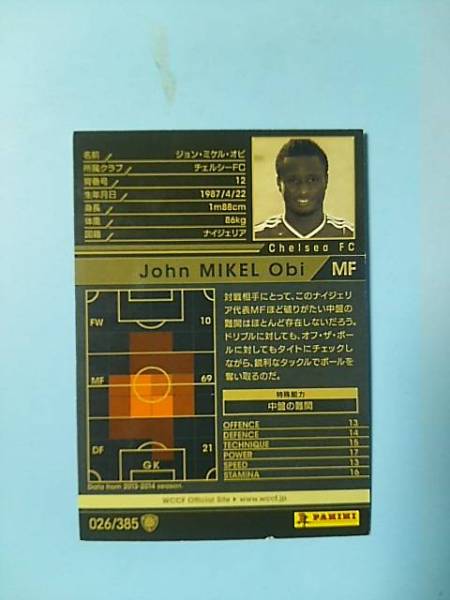 名前 ジョン・ミケル・オビ
所属クラブ チェルシーFC
背番号 12
生年月日 1987/4/22
身長 1m88cm
体重 86kg
国籍 ナイジェリア
Chelsea FC
John MIKEL Obi MF
対戦相手にとって、このナイジェリ
ア代表MFほど破りがたい中盤の
難関はほとんど存在しないだろう。
ドリブルに対しても、オフ・ザ・ボー
ルに対してもタイトにチェックし
ながら、鋭利なタックルでボールを
奪い取るのだ。
FW 10
MF 69
DF 21
GK
Data from 2013-2014 season.
特殊能力
中盤の難関
OFFENCE 13
DEFENCE 14
TECHNIQUE 15
POWER 17
SPEED 13
STAMINA 16
WCCF Official Site www.wccf.jp
026/385
PANINI